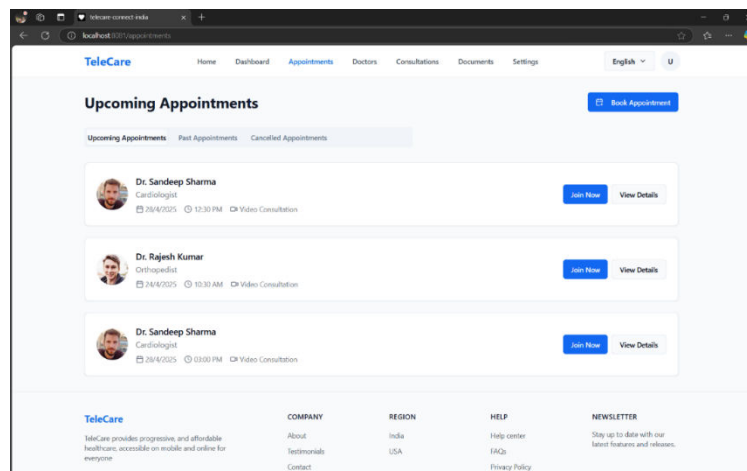 telecare-connect-india
localhost:8081/appointments
TeleCare
Home Dashboard Appointments Doctors Consultations Documents Settings
English
U
Upcoming Appointments
Book Appointment
Upcoming Appointments Past Appointments Cancelled Appointments
Dr. Sandeep Sharma
Cardiologist
28/4/2025 12:30 PM Video Consultation
Join Now View Details
Dr. Rajesh Kumar
Orthopedist
24/4/2025 10:30 AM Video Consultation
Join Now View Details
Dr. Sandeep Sharma
Cardiologist
28/4/2025 03:00 PM Video Consultation
Join Now View Details
TeleCare
TeleCare provides progressive, and affordable
healthcare, accessible on mobile and online for
everyone
COMPANY
About
Testimonials
Contact
REGION
India
USA
HELP
Help center
FAQs
Privacy Policy
NEWSLETTER
Stay up to date with our
latest features and releases.